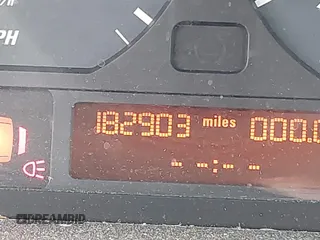 PH
182903 miles 000.0
-- --:-- --
DREAMBID